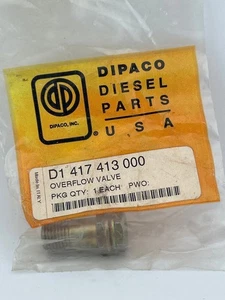 DIPACO
DIESEL
PARTS
U.S.A
DIPACO, INC.
D1 417 413 000
OVERFLOW VALVE
PKG QTY: 1 EACH PWO: